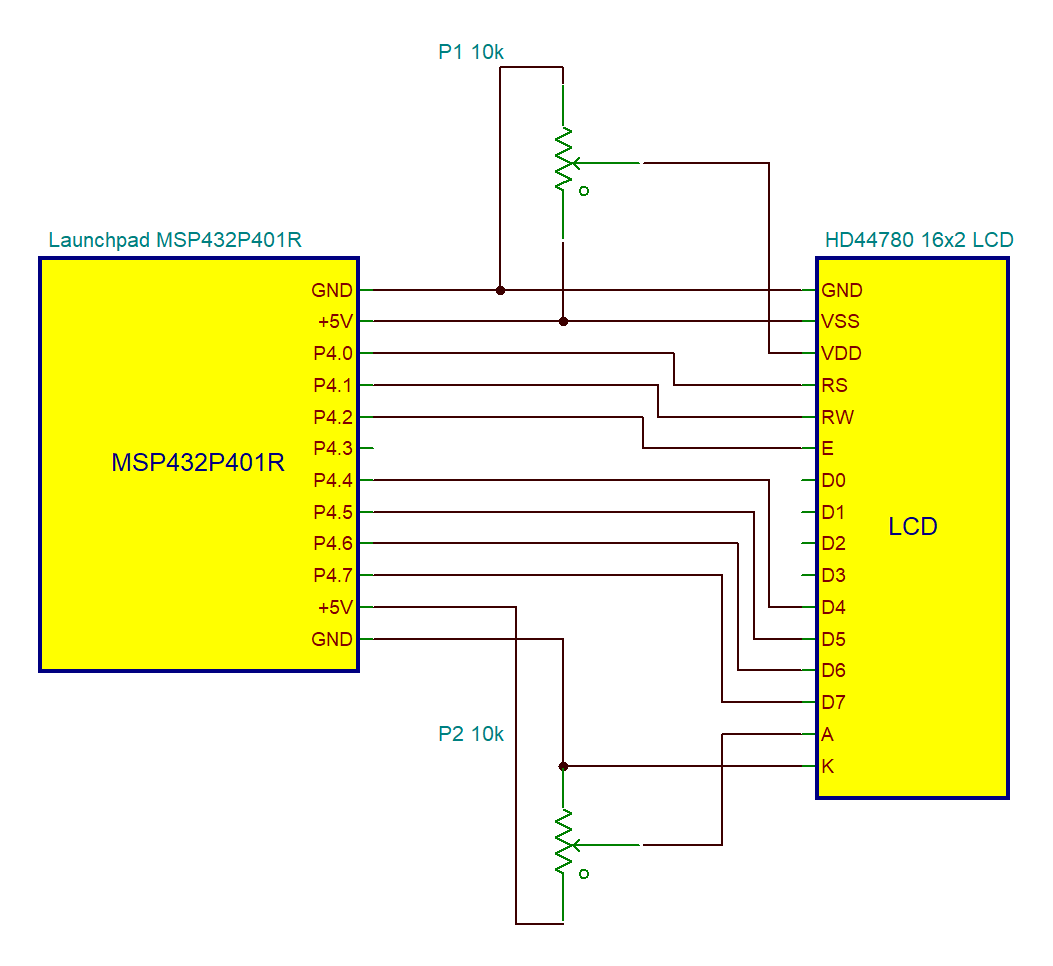 P1 10k
Launchpad MSP432P401R
HD44780 16x2 LCD
GND
+5V
P4.0
P4.1
P4.2
P4.3
P4.4
P4.5
P4.6
P4.7
+5V
GND
MSP432P401R
GND
VSS
VDD
RS
RW
E
D0
D1
D2
D3
D4
D5
D6
D7
A
K
LCD
P2 10k